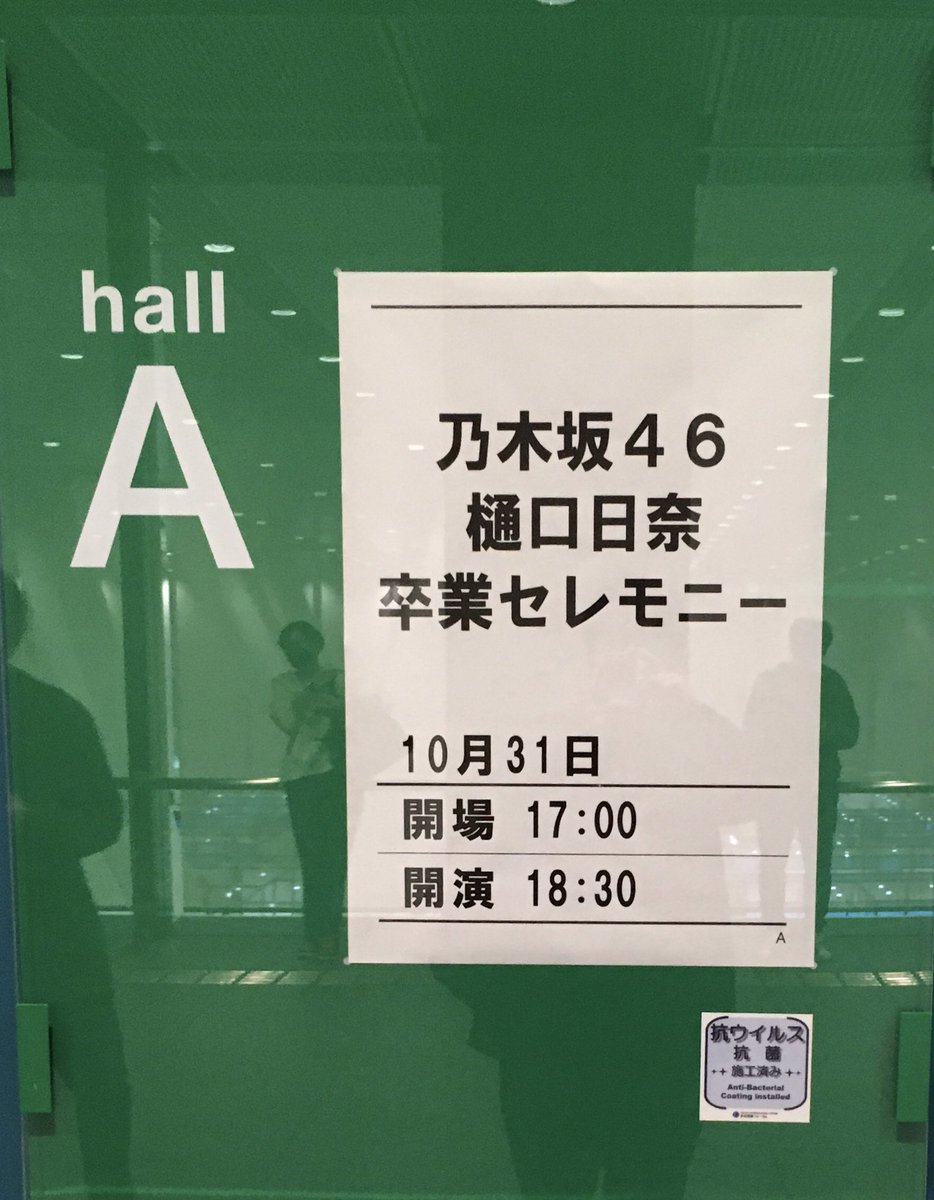 hall
A
乃木坂４６
樋口日奈
卒業セレモニー
10月31日
開場 17:00
開演 18:30
A
抗ウイルス
抗 菌
施工済み
Anti-Bacterial
Coating installed